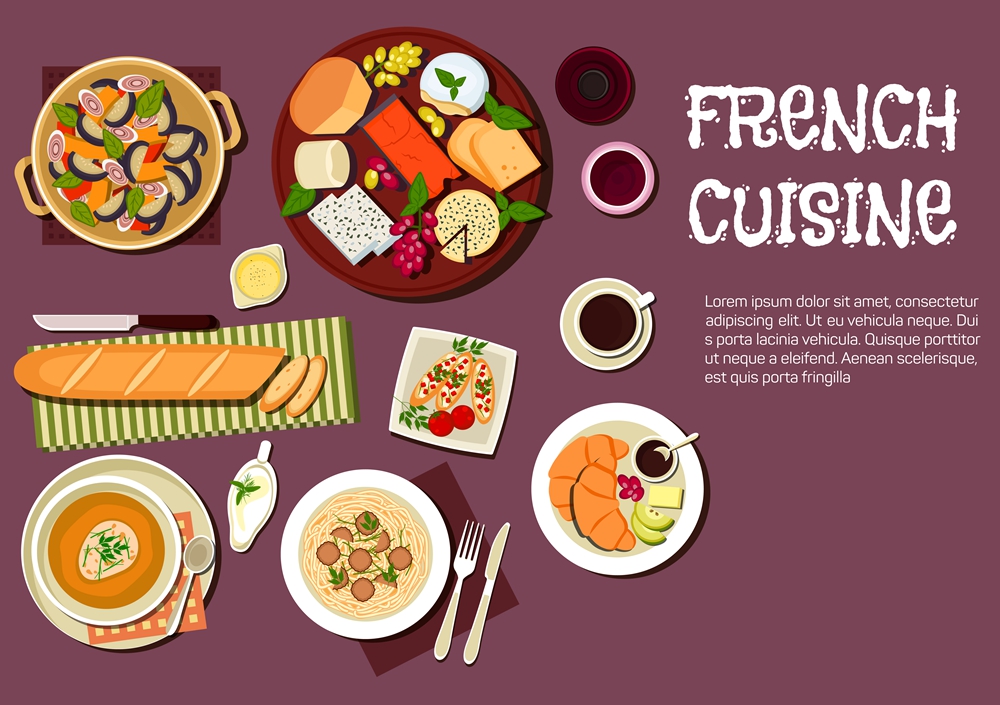 FRENCH
CUISINE
Lorem ipsum dolor sit amet, consectetur
adipiscing elit. Ut eu vehicula neque. Dui
s porta lacinia vehicula. Quisque porttitor
ut neque a eleifend. Aenean scelerisque,
est quis porta fringilla